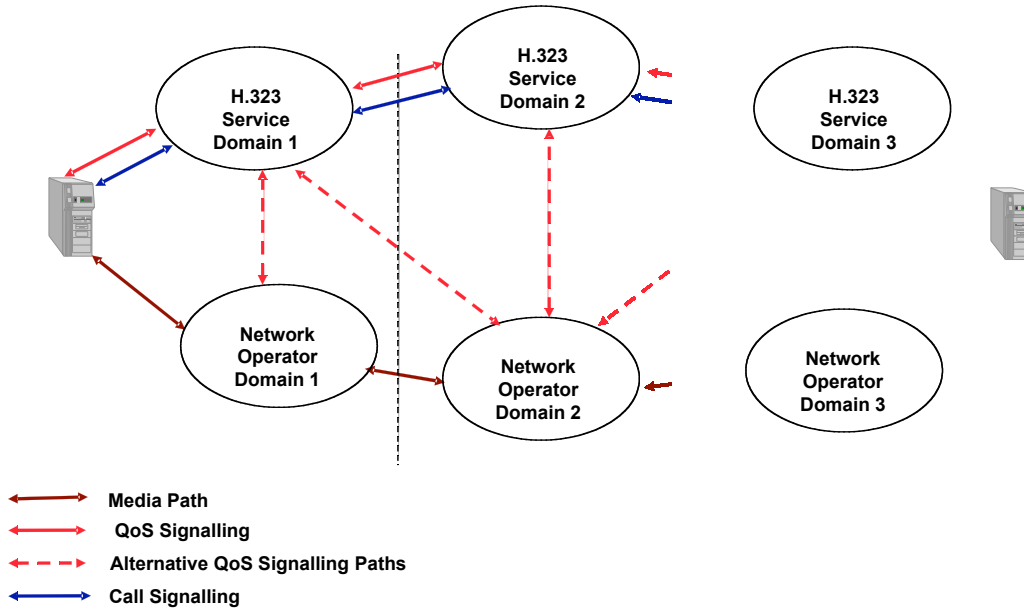 H.323
Service
Domain 1
H.323
Service
Domain 2
H.323
Service
Domain 3
Network
Operator
Domain 1
Network
Operator
Domain 2
Network
Operator
Domain 3
Media Path
QoS Signalling
Alternative QoS Signalling Paths
Call Signalling